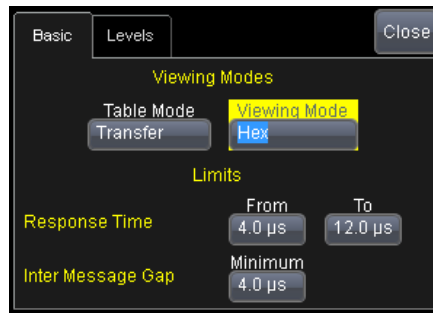 Basic Levels Close
Viewing Modes
Table Mode Viewing Mode
Transfer Hex
Limits
From To
Response Time 4.0 µs 12.0 µs
Minimum
Inter Message Gap 4.0 µs